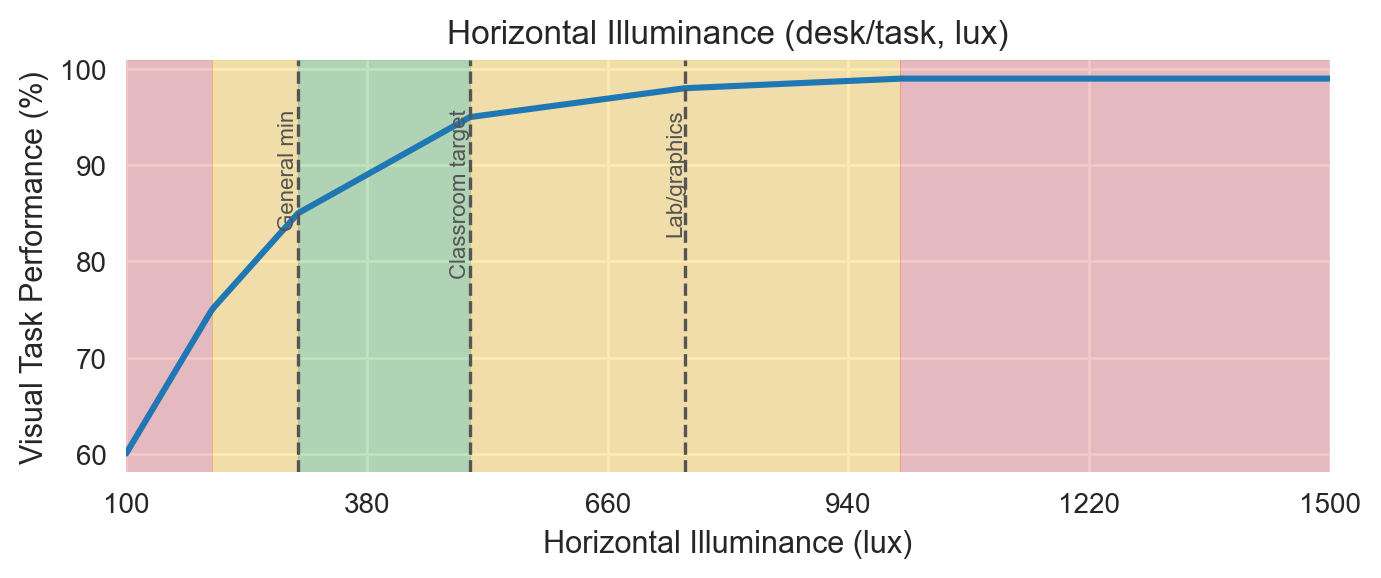 Horizontal Illuminance (desk/task, lux)
Visual Task Performance (%)
100
90
80
70
60
General min
Classroom target
Lab/graphics
100
380
660
940
1220
1500
Horizontal Illuminance (lux)